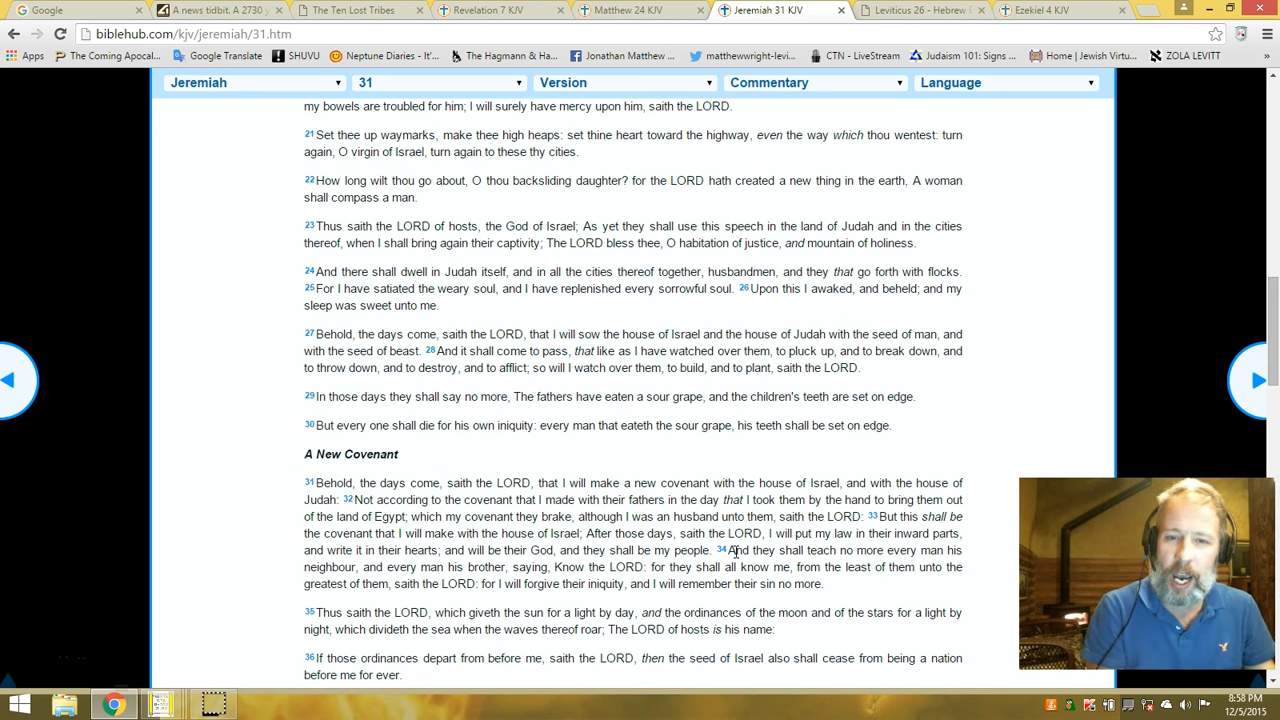 Google
A news tidbit. A 2730 y
The Ten Lost Tribes
Revelation 7 KJV
Matthew 24 KJV
Jeremiah 31 KJV
Leviticus 26 - Hebrew E
Ezekiel 4 KJV
biblehub.com/kjv/jeremiah/31.htm
Apps
The Coming Apocal...
Google Translate
SHUVU
Neptune Diaries - It'...
The Hagmann & Ha...
Jonathan Matthew ...
matthewwright-levi...
CTN - LiveStream
Judaism 101: Signs ...
Home | Jewish Virtu...
ZOLA LEVITT
Jeremiah
31
Version
Commentary
Language
my bowels are troubled for him; I will surely have mercy upon him, saith the LORD.
21 Set thee up waymarks, make thee high heaps: set thine heart toward the highway, even the way which thou wentest: turn
again, O virgin of Israel, turn again to these thy cities.
22 How long wilt thou go about, O thou backsliding daughter? for the LORD hath created a new thing in the earth, A woman
shall compass a man.
23 Thus saith the LORD of hosts, the God of Israel; As yet they shall use this speech in the land of Judah and in the cities
thereof, when I shall bring again their captivity; The LORD bless thee, O habitation of justice, and mountain of holiness.
24 And there shall dwell in Judah itself, and in all the cities thereof together, husbandmen, and they that go forth with flocks.
25 For I have satiated the weary soul, and I have replenished every sorrowful soul. 26 Upon this I awaked, and beheld; and my
sleep was sweet unto me.
27 Behold, the days come, saith the LORD, that I will sow the house of Israel and the house of Judah with the seed of man, and
with the seed of beast. 28 And it shall come to pass, that like as I have watched over them, to pluck up, and to break down, and
to throw down, and to destroy, and to afflict; so will I watch over them, to build, and to plant, saith the LORD.
29 In those days they shall say no more, The fathers have eaten a sour grape, and the children's teeth are set on edge.
30 But every one shall die for his own iniquity: every man that eateth the sour grape, his teeth shall be set on edge.
A New Covenant
31 Behold, the days come, saith the LORD, that I will make a new covenant with the house of Israel, and with the house of
Judah: 32 Not according to the covenant that I made with their fathers in the day that I took them by the hand to bring them out
of the land of Egypt; which my covenant they brake, although I was an husband unto them, saith the LORD: 33 But this shall be
the covenant that I will make with the house of Israel; After those days, saith the LORD, I will put my law in their inward parts,
and write it in their hearts; and will be their God, and they shall be my people. 34 And they shall teach no more every man his
neighbour, and every man his brother, saying, Know the LORD: for they shall all know me, from the least of them unto the
greatest of them, saith the LORD: for I will forgive their iniquity, and I will remember their sin no more.
35 Thus saith the LORD, which giveth the sun for a light by day, and the ordinances of the moon and of the stars for a light by
night, which divideth the sea when the waves thereof roar; The LORD of hosts is his name:
36 If those ordinances depart from before me, saith the LORD, then the seed of Israel also shall cease from being a nation
before me for ever.
8:58 PM
12/5/2015